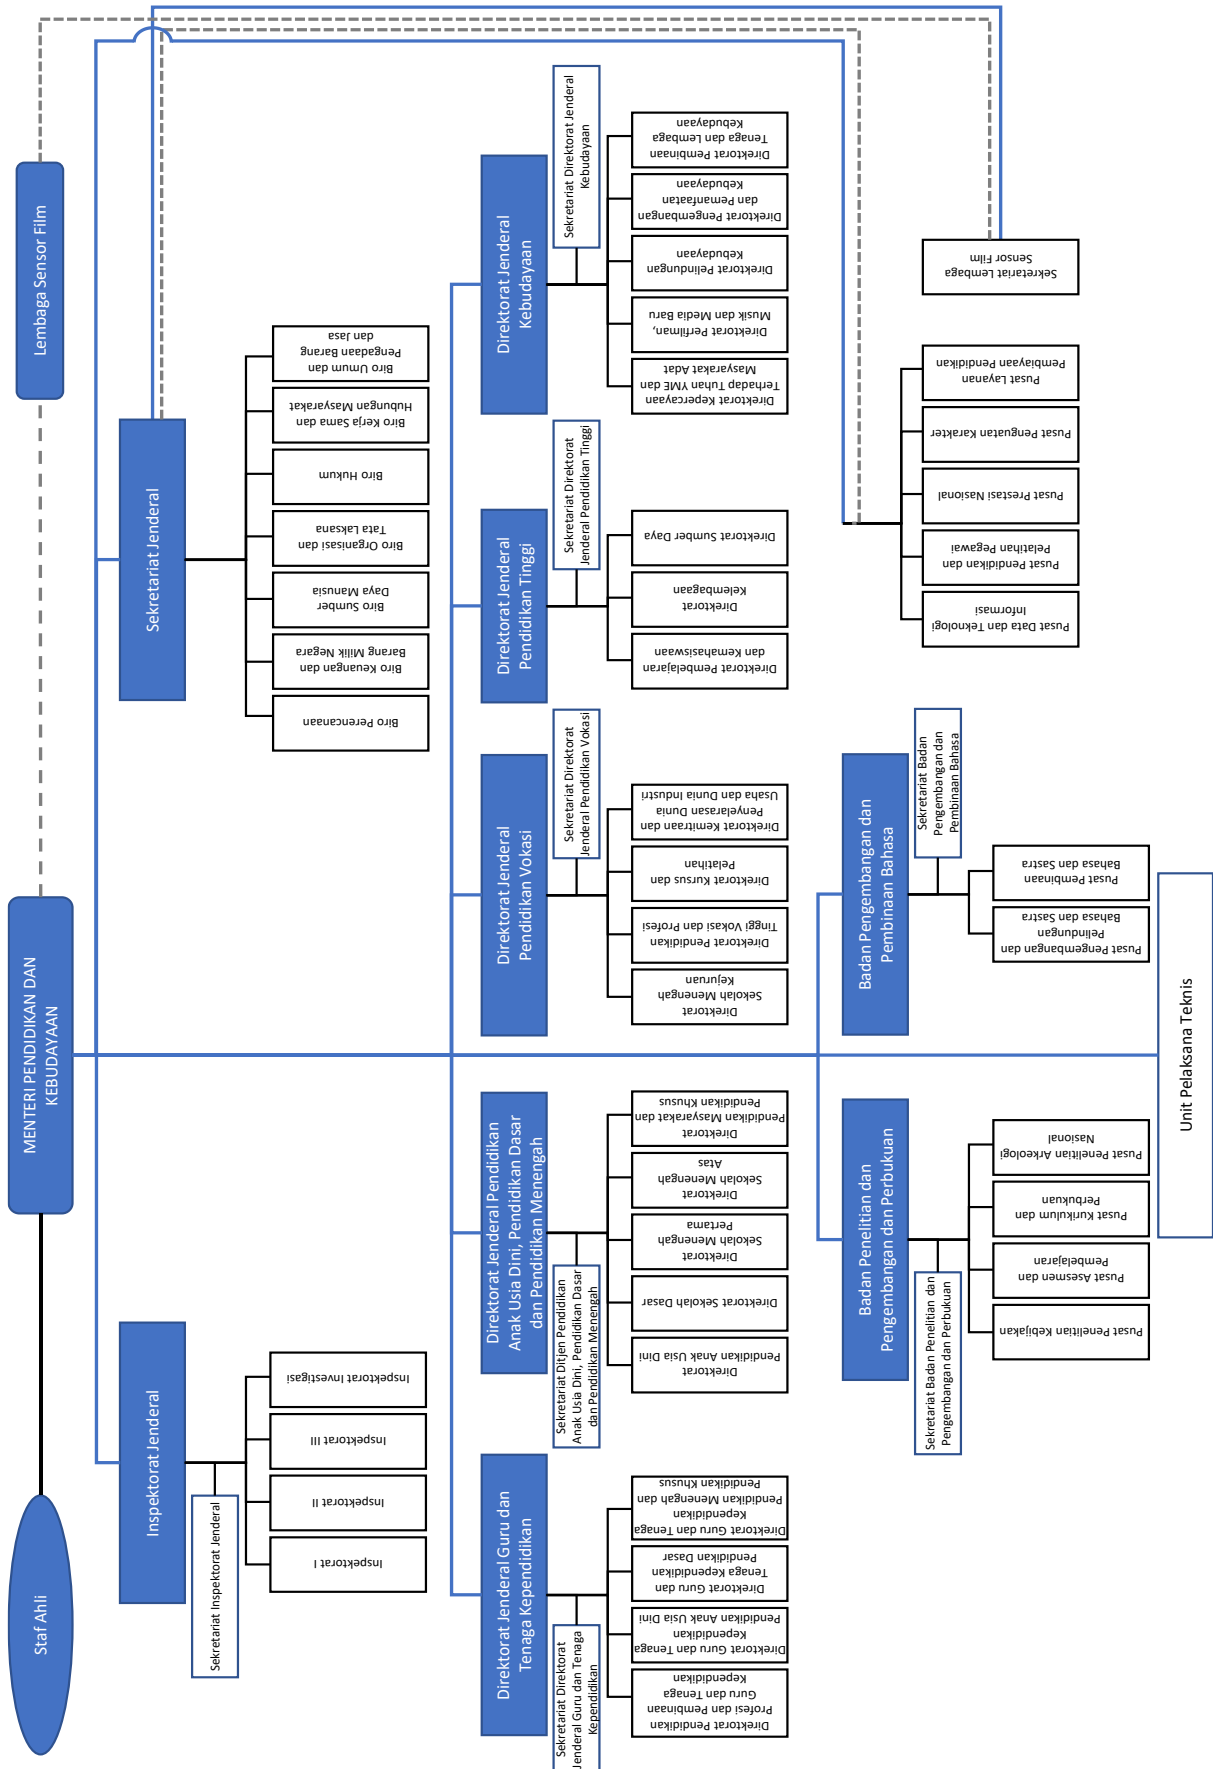 Staf Ahli
MENTERI PENDIDIKAN DAN
KEBUDAYAAN
Lembaga Sensor Film
Inspektorat Jenderal
Sekretariat Inspektorat Jenderal
Inspektorat I
Inspektorat II
Inspektorat III
Inspektorat Investigasi
Sekretariat Jenderal
Biro Perencanaan
Biro Keuangan dan
Barang Milik Negara
Biro Sumber
Daya Manusia
Biro Organisasi dan
Tata Laksana
Biro Hukum
Biro Kerja Sama dan
Hubungan Masyarakat
Biro Umum dan
Pengadaan Barang
dan Jasa
Direktorat Jenderal Guru dan
Tenaga Kependidikan
Sekretariat Direktorat
Jenderal Guru dan Tenaga
Kependidikan
Direktorat Pendidikan
Profesi dan Pembinaan
Guru dan Tenaga
Kependidikan
Direktorat Guru dan Tenaga
Kependidikan
Pendidikan Anak Usia Dini
Direktorat Guru dan
Tenaga Kependidikan
Pendidikan Dasar
Direktorat Guru dan Tenaga
Kependidikan
Pendidikan Menengah dan
Pendidikan Khusus
Direktorat Jenderal Pendidikan
Anak Usia Dini, Pendidikan Dasar
dan Pendidikan Menengah
Sekretariat Ditjen Pendidikan
Anak Usia Dini, Pendidikan Dasar
dan Pendidikan Menengah
Direktorat
Pendidikan Anak Usia Dini
Direktorat Sekolah Dasar
Direktorat
Sekolah Menengah
Pertama
Direktorat
Sekolah Menengah
Atas
Direktorat
Pendidikan Masyarakat dan
Pendidikan Khusus
Direktorat Jenderal
Pendidikan Vokasi
Sekretariat Direktorat
Jenderal Pendidikan Vokasi
Direktorat
Sekolah Menengah
Kejuruan
Direktorat Pendidikan
Tinggi Vokasi dan Profesi
Direktorat Kursus dan
Pelatihan
Direktorat Kemitraan dan
Penyelarasan Dunia
Usaha dan Dunia Industri
Direktorat Jenderal
Pendidikan Tinggi
Sekretariat Direktorat
Jenderal Pendidikan Tinggi
Direktorat Pembelajaran
dan Kemahasiswaan
Direktorat
Kelembagaan
Direktorat Sumber Daya
Direktorat Jenderal
Kebudayaan
Sekretariat Direktorat Jenderal
Kebudayaan
Direktorat Kepercayaan
Terhadap Tuhan YME dan
Masyarakat Adat
Direktorat Perfilman,
Musik dan Media Baru
Direktorat Pelindungan
Kebudayaan
Direktorat Pengembangan
dan Pemanfaatan
Kebudayaan
Direktorat Pembinaan
Tenaga dan Lembaga
Kebudayaan
Badan Penelitian dan
Pengembangan dan Perbukuan
Sekretariat Badan Penelitian dan
Pengembangan dan Perbukuan
Pusat Penelitian Kebijakan
Pusat Asesmen dan
Pembelajaran
Pusat Kurikulum dan
Perbukuan
Pusat Penelitian Arkeologi
Nasional
Badan Pengembangan dan
Pembinaan Bahasa
Sekretariat Badan
Pengembangan dan
Pembinaan Bahasa
Pusat Pengembangan dan
Pelindungan
Bahasa dan Sastra
Pusat Pembinaan
Bahasa dan Sastra
Pusat Data dan Teknologi
Informasi
Pusat Pendidikan dan
Pelatihan Pegawai
Pusat Prestasi Nasional
Pusat Penguatan Karakter
Pusat Layanan
Pembiayaan Pendidikan
Sekretariat Lembaga
Sensor Film
Unit Pelaksana Teknis